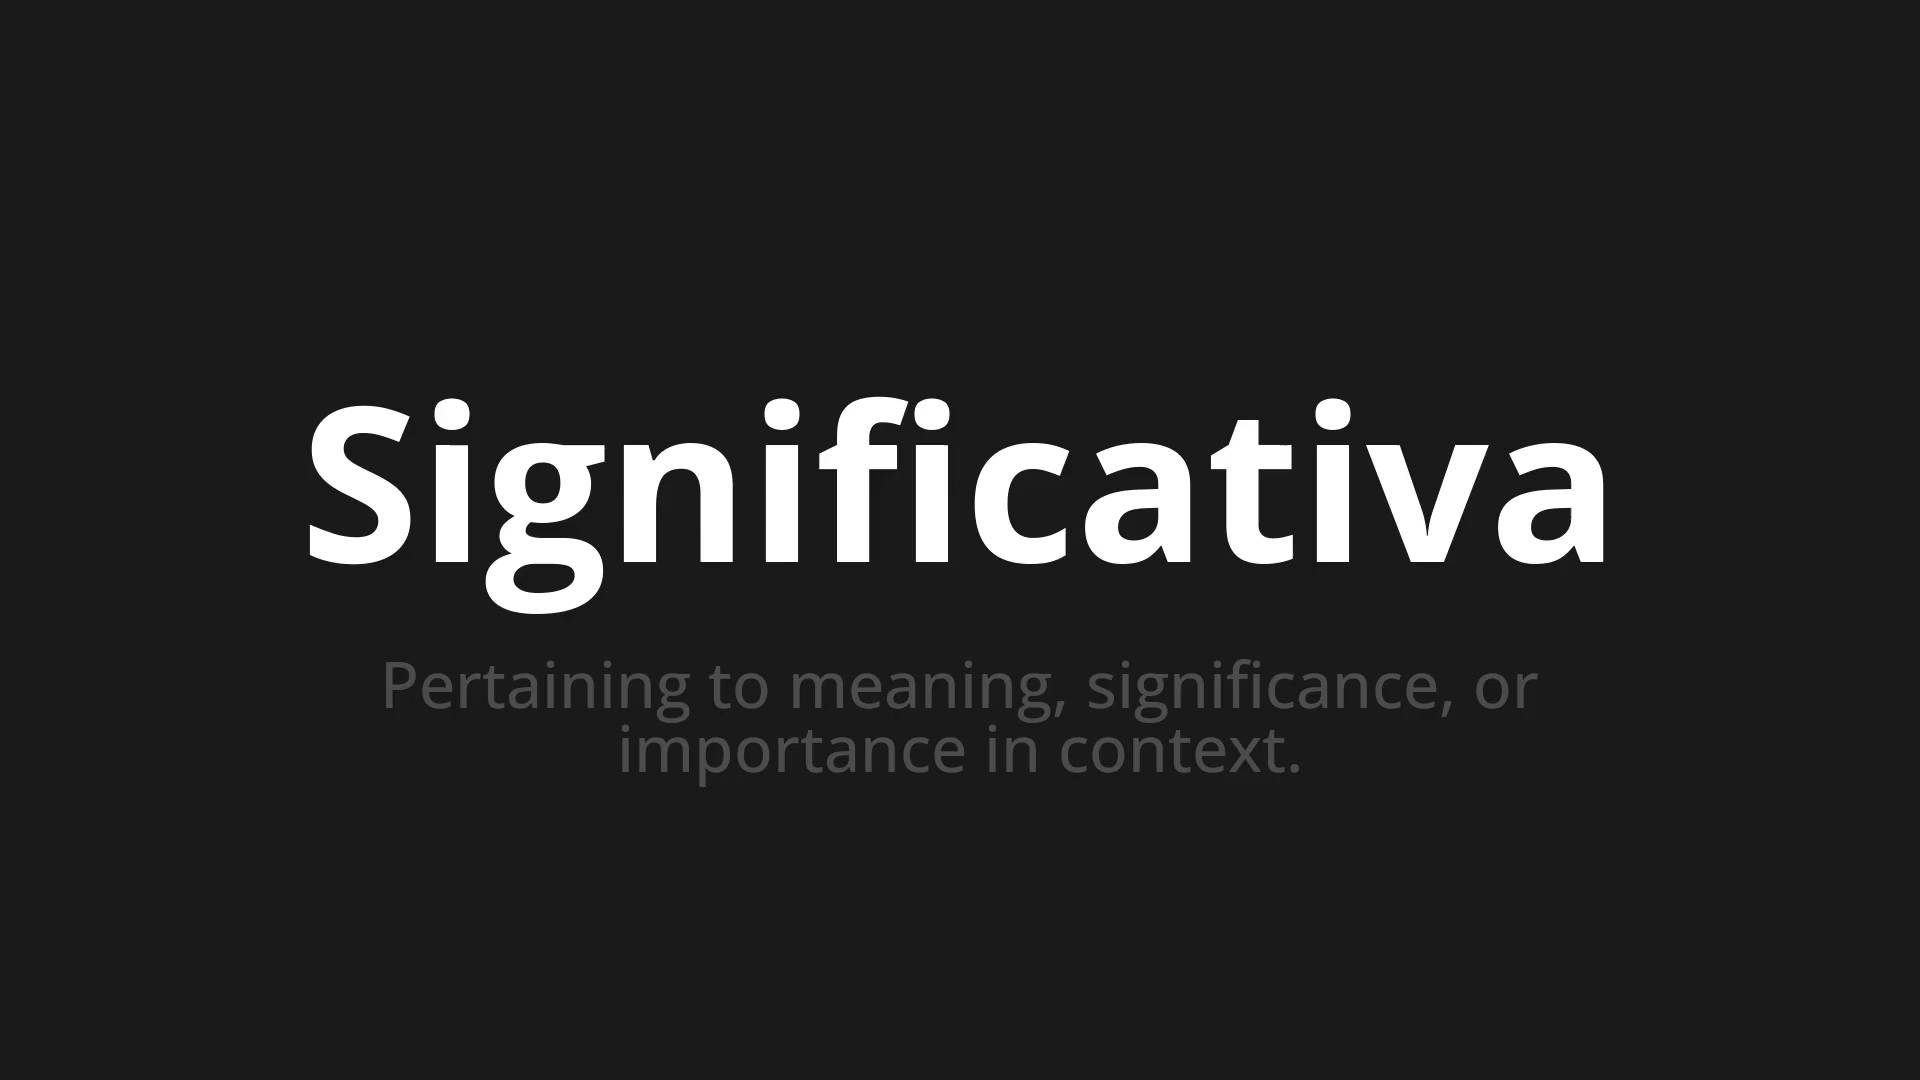 Significativa
Pertaining to meaning, significance, or
importance in context.